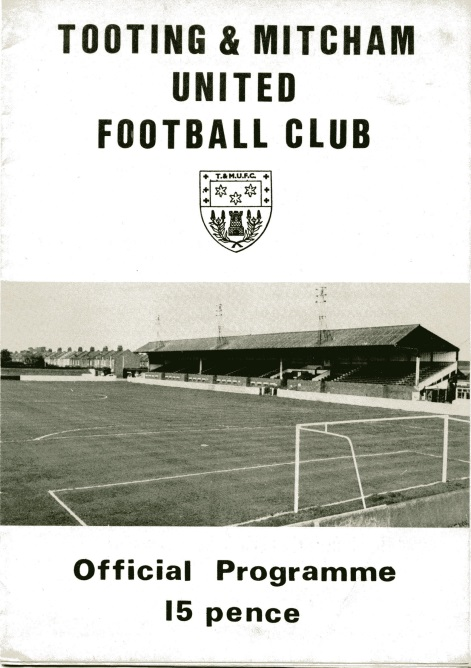 TOOTING & MITCHAM
UNITED
FOOTBALL CLUB
T.&M.U.F.C.
Official Programme
15 pence